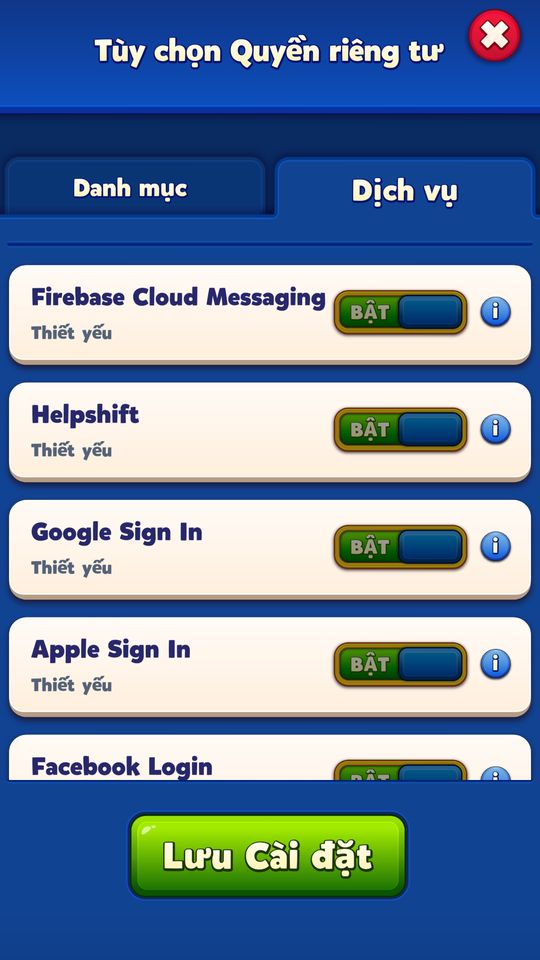 Tùy chọn Quyền riêng tư
Danh mục
Dịch vụ
Firebase Cloud Messaging
Thiết yếu
BẬT
Helpshift
Thiết yếu
BẬT
Google Sign In
Thiết yếu
BẬT
Apple Sign In
Thiết yếu
BẬT
Facebook Login
BẬT
Lưu Cài đặt